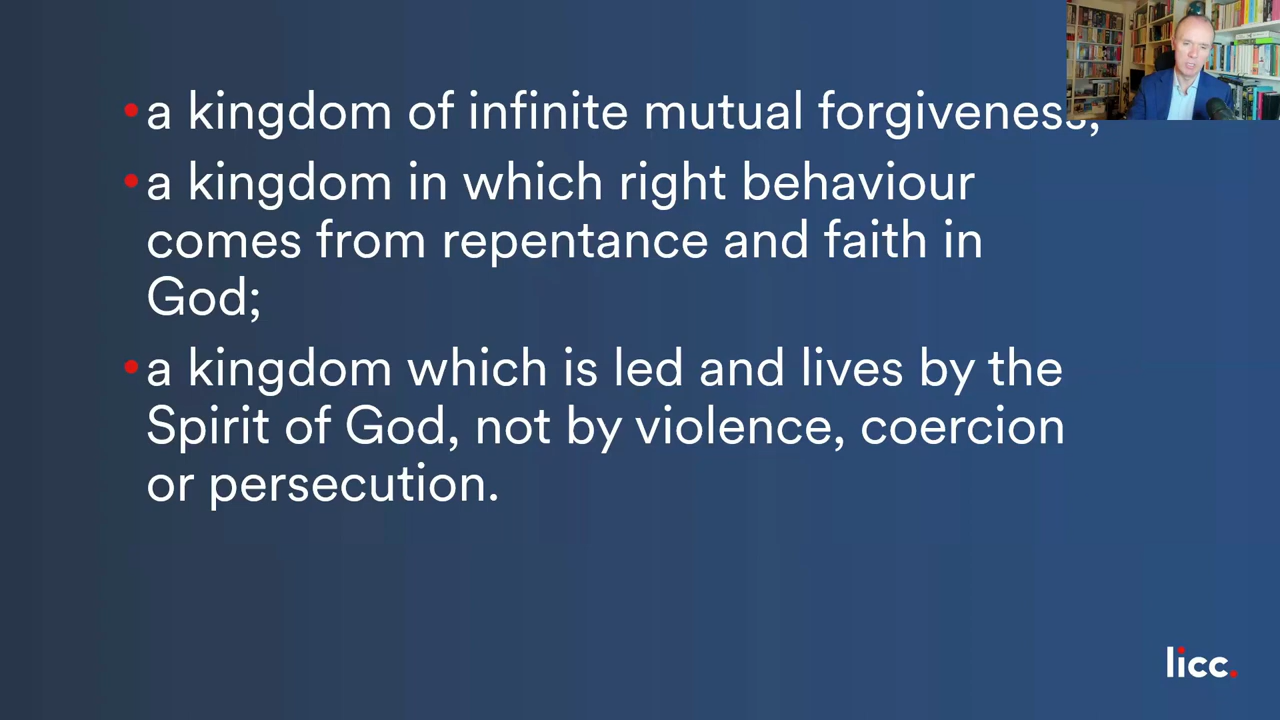 • a kingdom of infinite mutual forgiveness,
• a kingdom in which right behaviour
comes from repentance and faith in
God;
• a kingdom which is led and lives by the
Spirit of God, not by violence, coercion
or persecution.
licc.